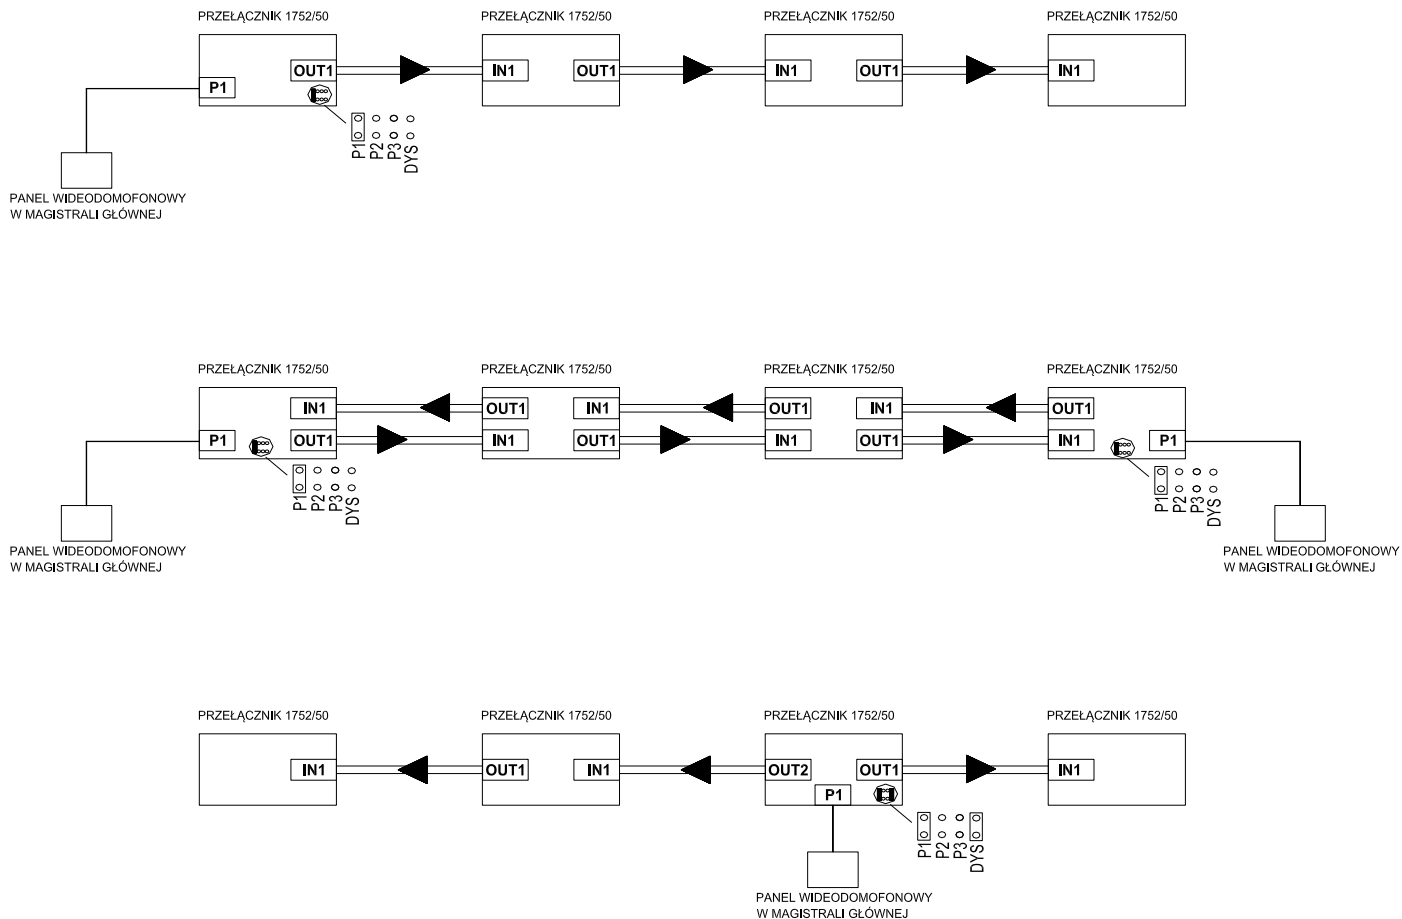 PRZEŁĄCZNIK 1752/50
PRZEŁĄCZNIK 1752/50
PRZEŁĄCZNIK 1752/50
PRZEŁĄCZNIK 1752/50
OUT1
IN1
OUT1
IN1
OUT1
IN1
P1
P1
P2
P3
DYS
PANEL WIDEODOMOFONOWY
W MAGISTRALI GŁÓWNEJ
PRZEŁĄCZNIK 1752/50
PRZEŁĄCZNIK 1752/50
PRZEŁĄCZNIK 1752/50
PRZEŁĄCZNIK 1752/50
IN1
OUT1
IN1
OUT1
IN1
OUT1
P1
OUT1
IN1
OUT1
IN1
OUT1
IN1
P1
P1
P2
P3
DYS
P1
P2
P3
DYS
PANEL WIDEODOMOFONOWY
W MAGISTRALI GŁÓWNEJ
PANEL WIDEODOMOFONOWY
W MAGISTRALI GŁÓWNEJ
PRZEŁĄCZNIK 1752/50
PRZEŁĄCZNIK 1752/50
PRZEŁĄCZNIK 1752/50
PRZEŁĄCZNIK 1752/50
IN1
OUT1
IN1
OUT2
OUT1
IN1
P1
P1
P2
P3
DYS
PANEL WIDEODOMOFONOWY
W MAGISTRALI GŁÓWNEJ